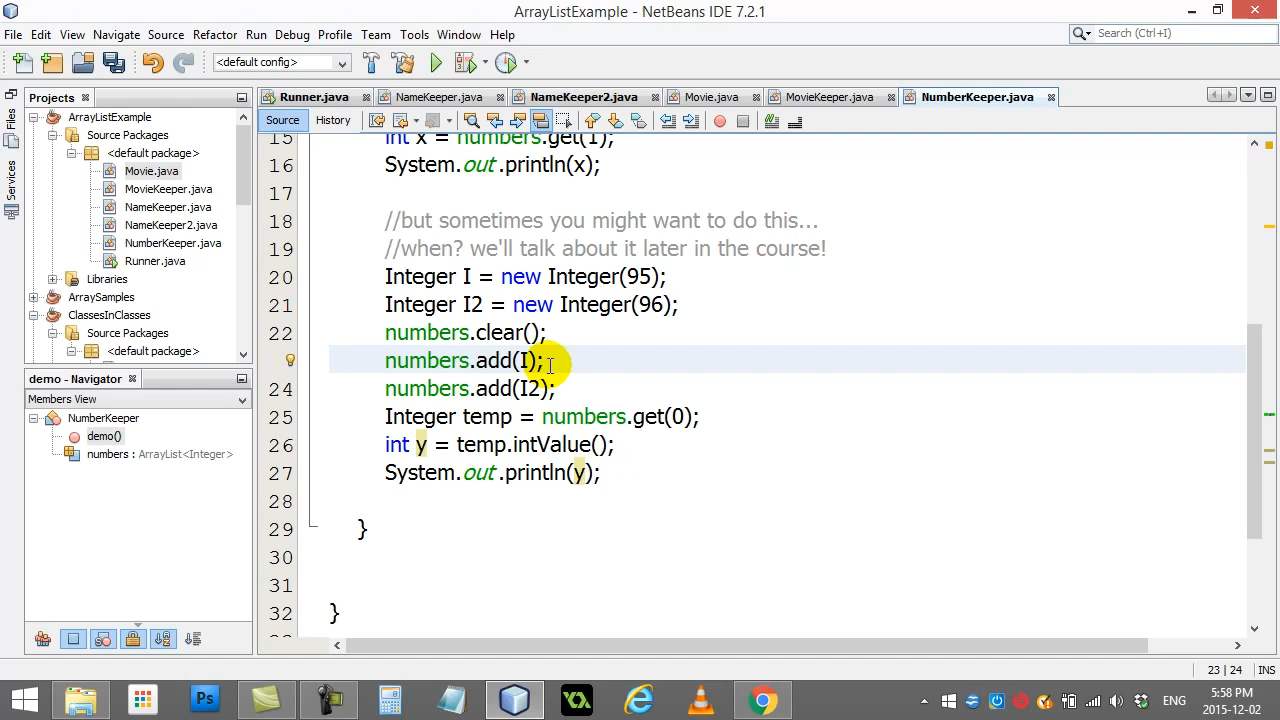 ArrayListExample - NetBeans IDE 7.2.1
File Edit View Navigate Source Refactor Run Debug Profile Team Tools Window Help
Search (Ctrl+I)
<default config>
Files
Services
Projects
ArrayListExample
Source Packages
<default package>
Movie.java
MovieKeeper.java
NameKeeper.java
NameKeeper2.java
NumberKeeper.java
Runner.java
Libraries
ArraySamples
ClassesInClasses
Source Packages
<default package>
demo - Navigator
Members View
NumberKeeper
demo()
numbers : ArrayList<Integer>
Runner.java NameKeeper.java NameKeeper2.java Movie.java MovieKeeper.java NumberKeeper.java
Source History
15 int x = numbers.get(1);
16 System.out.println(x);
17
18 //but sometimes you might want to do this...
19 //when? we'll talk about it later in the course!
20 Integer I = new Integer(95);
21 Integer I2 = new Integer(96);
22 numbers.clear();
numbers.add(I);
24 numbers.add(I2);
25 Integer temp = numbers.get(0);
26 int y = temp.intValue();
27 System.out.println(y);
28
29 }
30
31
32 }
23 | 24 INS
Ps
ENG
5:58 PM
2015-12-02